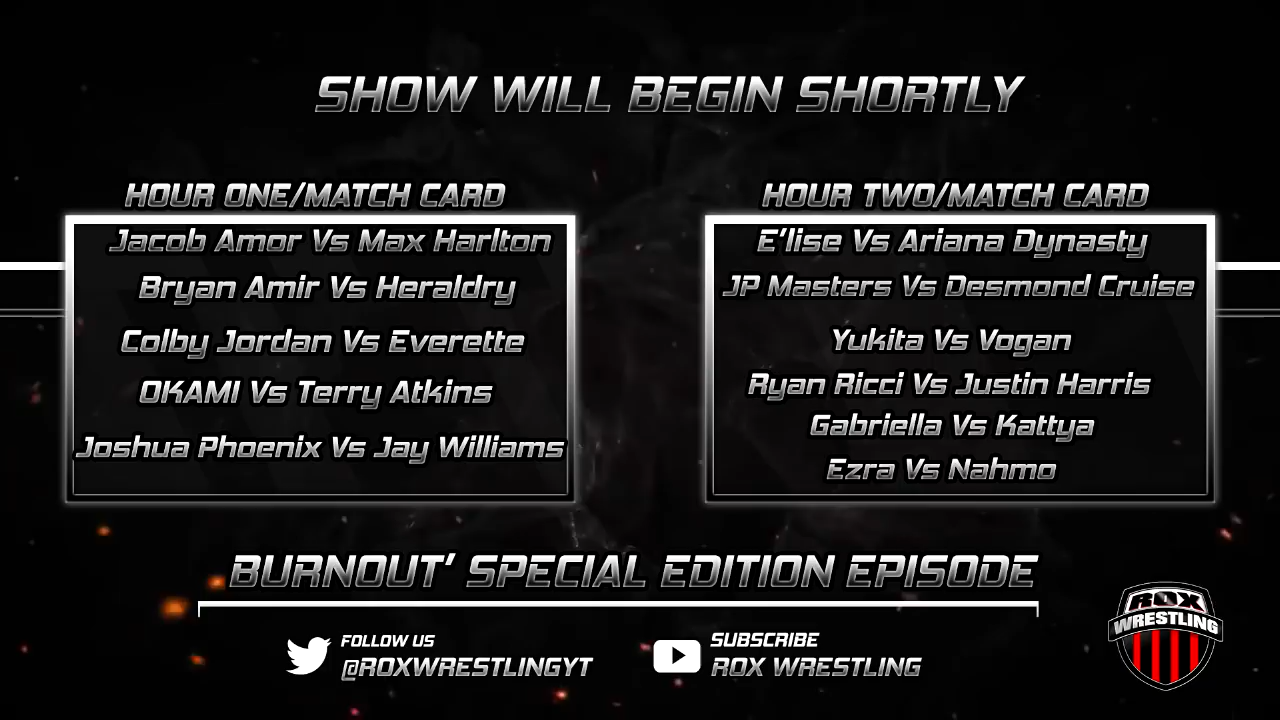 SHOW WILL BEGIN SHORTLY
HOUR ONE/MATCH CARD
Jacob Amor Vs Max Harlton
Bryan Amir Vs Heraldry
Colby Jordan Vs Everette
OKAMI Vs Terry Atkins
Joshua Phoenix Vs Jay Williams
HOUR TWO/MATCH CARD
E'lise Vs Ariana Dynasty
JP Masters Vs Desmond Cruise
Yukita Vs Vogan
Ryan Ricci Vs Justin Harris
Gabriella Vs Kattya
Ezra Vs Nahmo
BURNOUT' SPECIAL EDITION EPISODE
FOLLOW US
@ROXWRESTLINGYT
SUBSCRIBE
ROX WRESTLING
ROX
WRESTLING